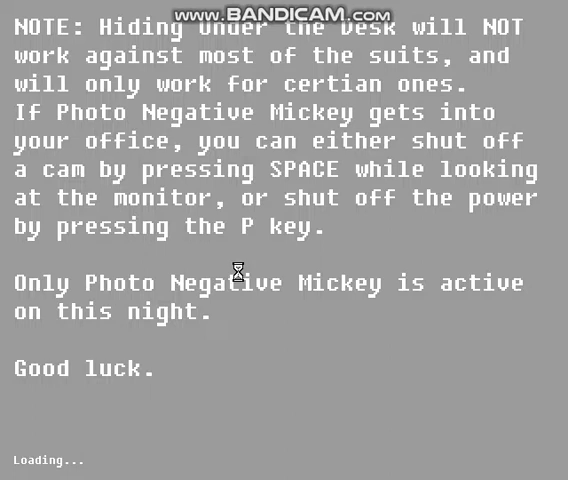 www.BANDICAM.com
NOTE: Hiding Under the Desk will NOT
work against most of the suits, and
will only work for certian ones.
If Photo Negative Mickey gets into
your office, you can either shut off
a cam by pressing SPACE while looking
at the monitor, or shut off the power
by pressing the P key.
Only Photo Negative Mickey is active
on this night.
Good luck.
Loading...